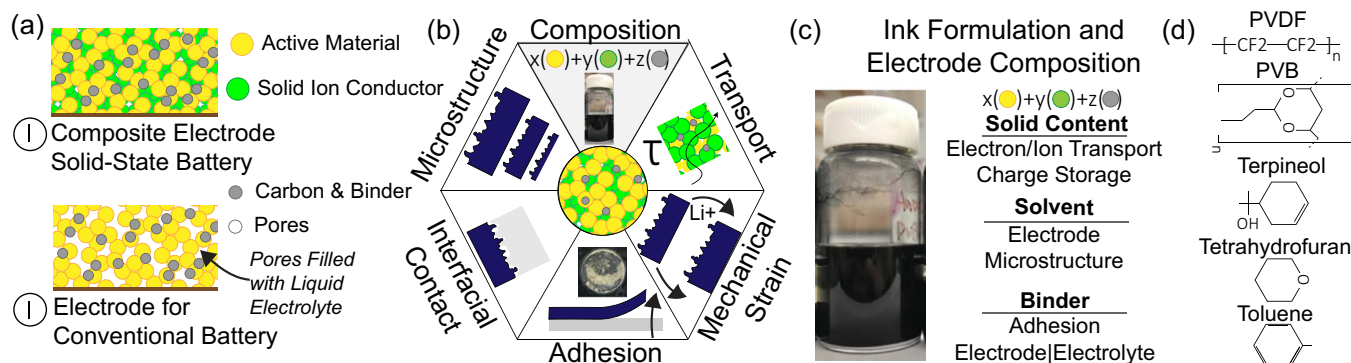 (a)
Active Material
Solid Ion Conductor
I Composite Electrode
Solid-State Battery
Carbon & Binder
Pores
Pores Filled
with Liquid
Electrolyte
I Electrode for
Conventional Battery
(b)
Composition
x( )+y( )+z( )
Microstructure
Transport
τ
Interfacial
Contact
Li+
Mechanical
Strain
Adhesion
(c)
Ink Formulation and
Electrode Composition
x( )+y( )+z( )
Solid Content
Electron/Ion Transport
Charge Storage
Solvent
Electrode
Microstructure
Binder
Adhesion
Electrode|Electrolyte
(d)
PVDF
CF2 CF2 n
PVB
O O
n
Terpineol
OH
Tetrahydrofuran
O
Toluene